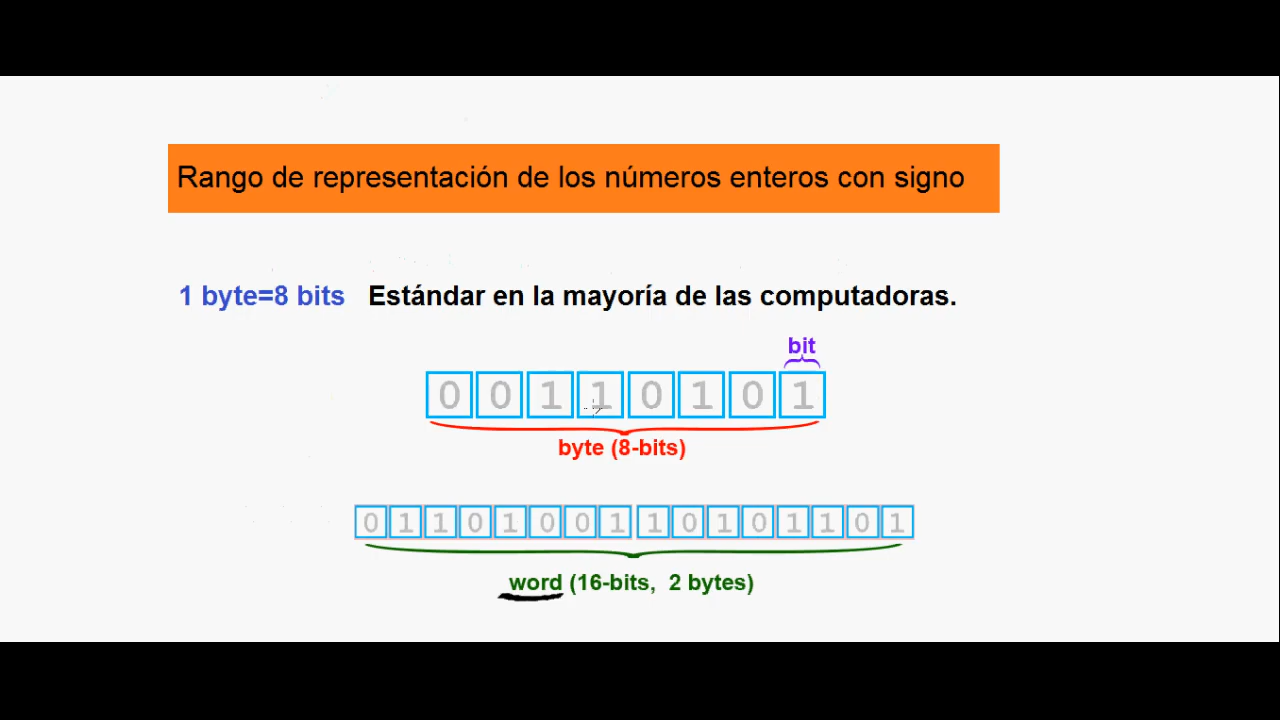 Rango de representación de los números enteros con signo
1 byte=8 bits Estándar en la mayoría de las computadoras.
bit
0 0 1 1 0 1 0 1
byte (8-bits)
0 1 1 0 1 0 0 1 1 0 1 0 1 1 0 1
word (16-bits, 2 bytes)